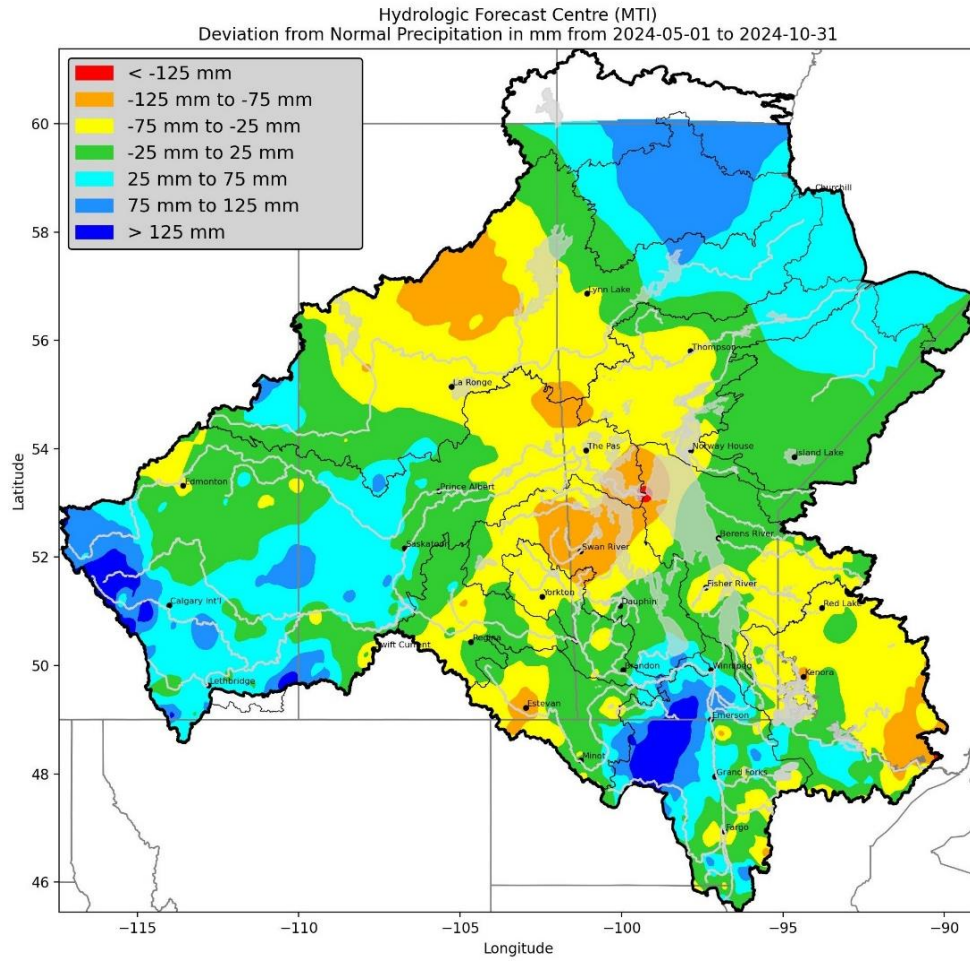 Hydrologic Forecast Centre (MTI)
Deviation from Normal Precipitation in mm from 2024-05-01 to 2024-10-31
< -125 mm
-125 mm to -75 mm
-75 mm to -25 mm
-25 mm to 25 mm
25 mm to 75 mm
75 mm to 125 mm
> 125 mm
60
58
56
54
52
50
48
46
Latitude
Churchill
Lynn Lake
Thompson
La Ronge
The Pas
Norway House
Island Lake
Edmonton
Prince Albert
Saskatoon
Swan River
Berens River
Calgary Int'l
Yorkton
Dauphin
Fisher River
Red Lake
Swift Current
Regina
Brandon
Winnipeg
Kenora
Lethbridge
Estevan
Emerson
Minot
Grand Forks
Fargo
−115
−110
−105
−100
−95
−90
Longitude